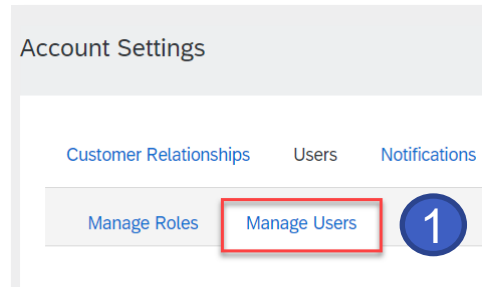 Account Settings
Customer Relationships Users Notifications
Manage Roles Manage Users 1